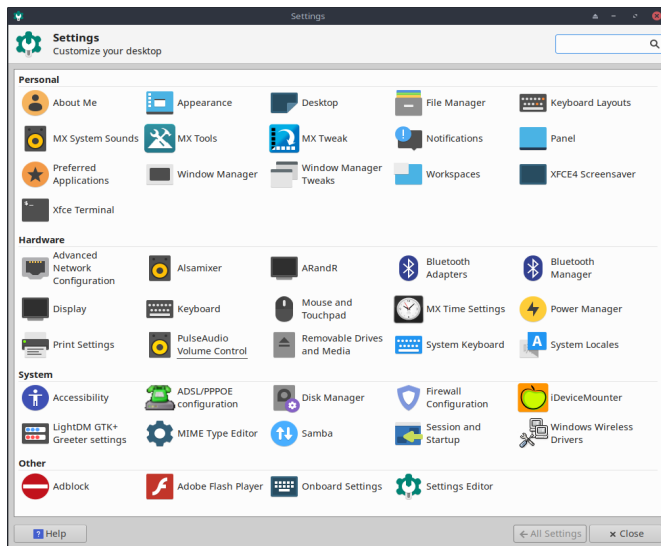 Settings
Settings
Customize your desktop
Personal
About Me
Appearance
Desktop
File Manager
Keyboard Layouts
MX System Sounds
MX Tools
MX Tweak
Notifications
Panel
Preferred
Applications
Window Manager
Window Manager
Tweaks
Workspaces
XFCE4 Screensaver
Xfce Terminal
Hardware
Advanced
Network
Configuration
Alsamixer
ARandR
Bluetooth
Adapters
Bluetooth
Manager
Display
Keyboard
Mouse and
Touchpad
MX Time Settings
Power Manager
Print Settings
PulseAudio
Volume Control
Removable Drives
and Media
System Keyboard
A
System Locales
System
Accessibility
ADSL/PPPOE
configuration
Disk Manager
Firewall
Configuration
iDeviceMounter
LightDM GTK+
Greeter settings
MIME Type Editor
Samba
Session and
Startup
Windows Wireless
Drivers
Other
Adblock
Adobe Flash Player
Onboard Settings
Settings Editor
? Help
← All Settings
× Close